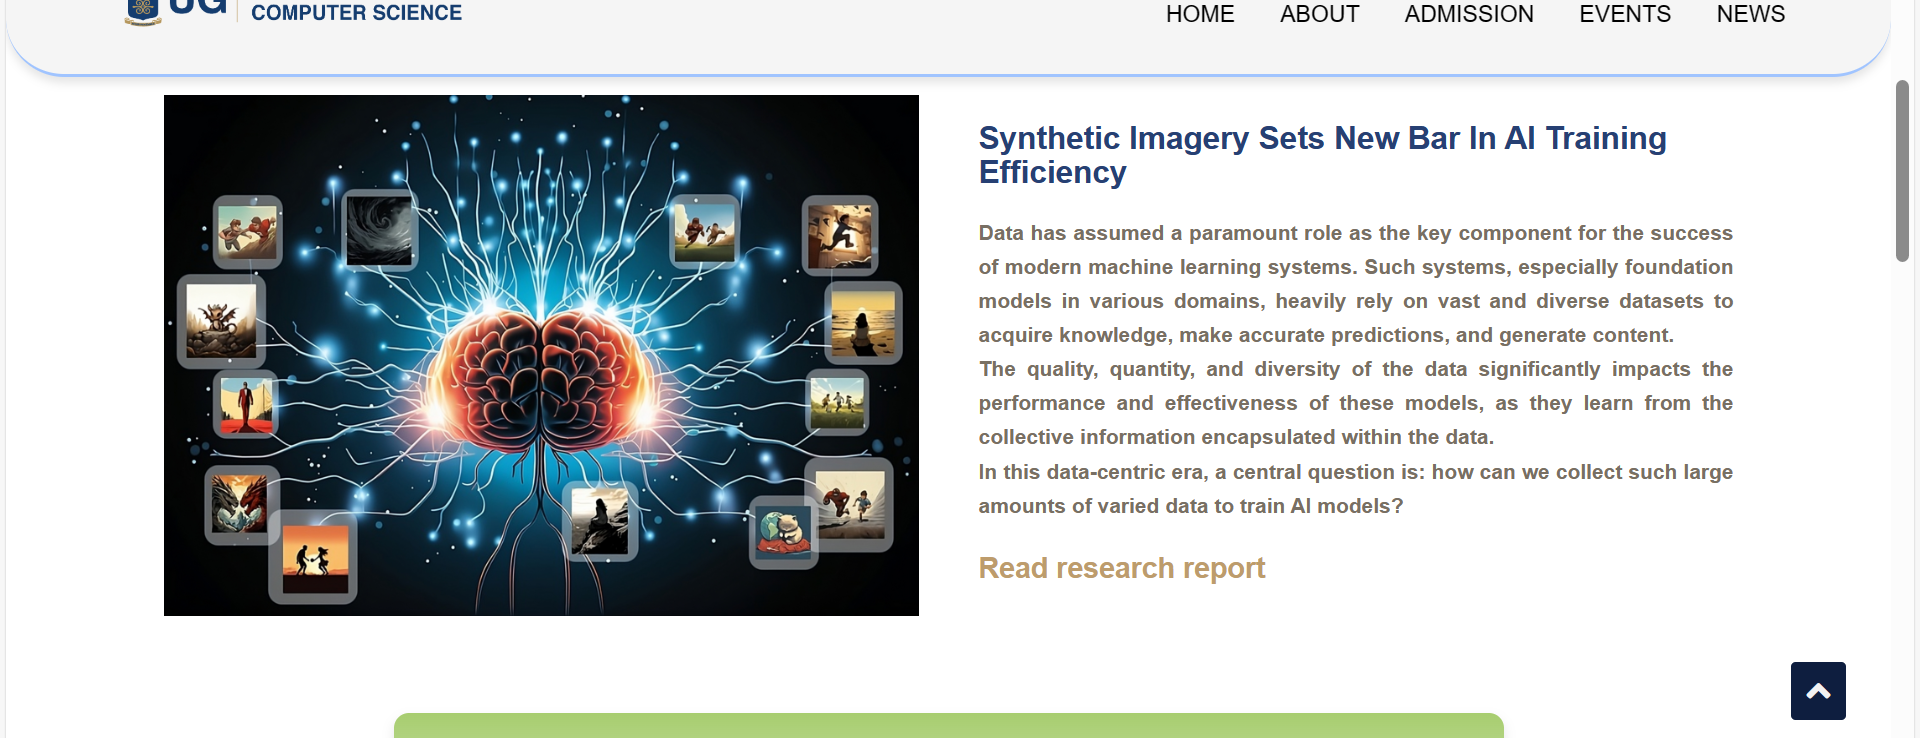 UG
COMPUTER SCIENCE
HOME
ABOUT
ADMISSION
EVENTS
NEWS
Synthetic Imagery Sets New Bar In AI Training
Efficiency
Data has assumed a paramount role as the key component for the success
of modern machine learning systems. Such systems, especially foundation
models in various domains, heavily rely on vast and diverse datasets to
acquire knowledge, make accurate predictions, and generate content.
The quality, quantity, and diversity of the data significantly impacts the
performance and effectiveness of these models, as they learn from the
collective information encapsulated within the data.
In this data-centric era, a central question is: how can we collect such large
amounts of varied data to train AI models?
Read research report